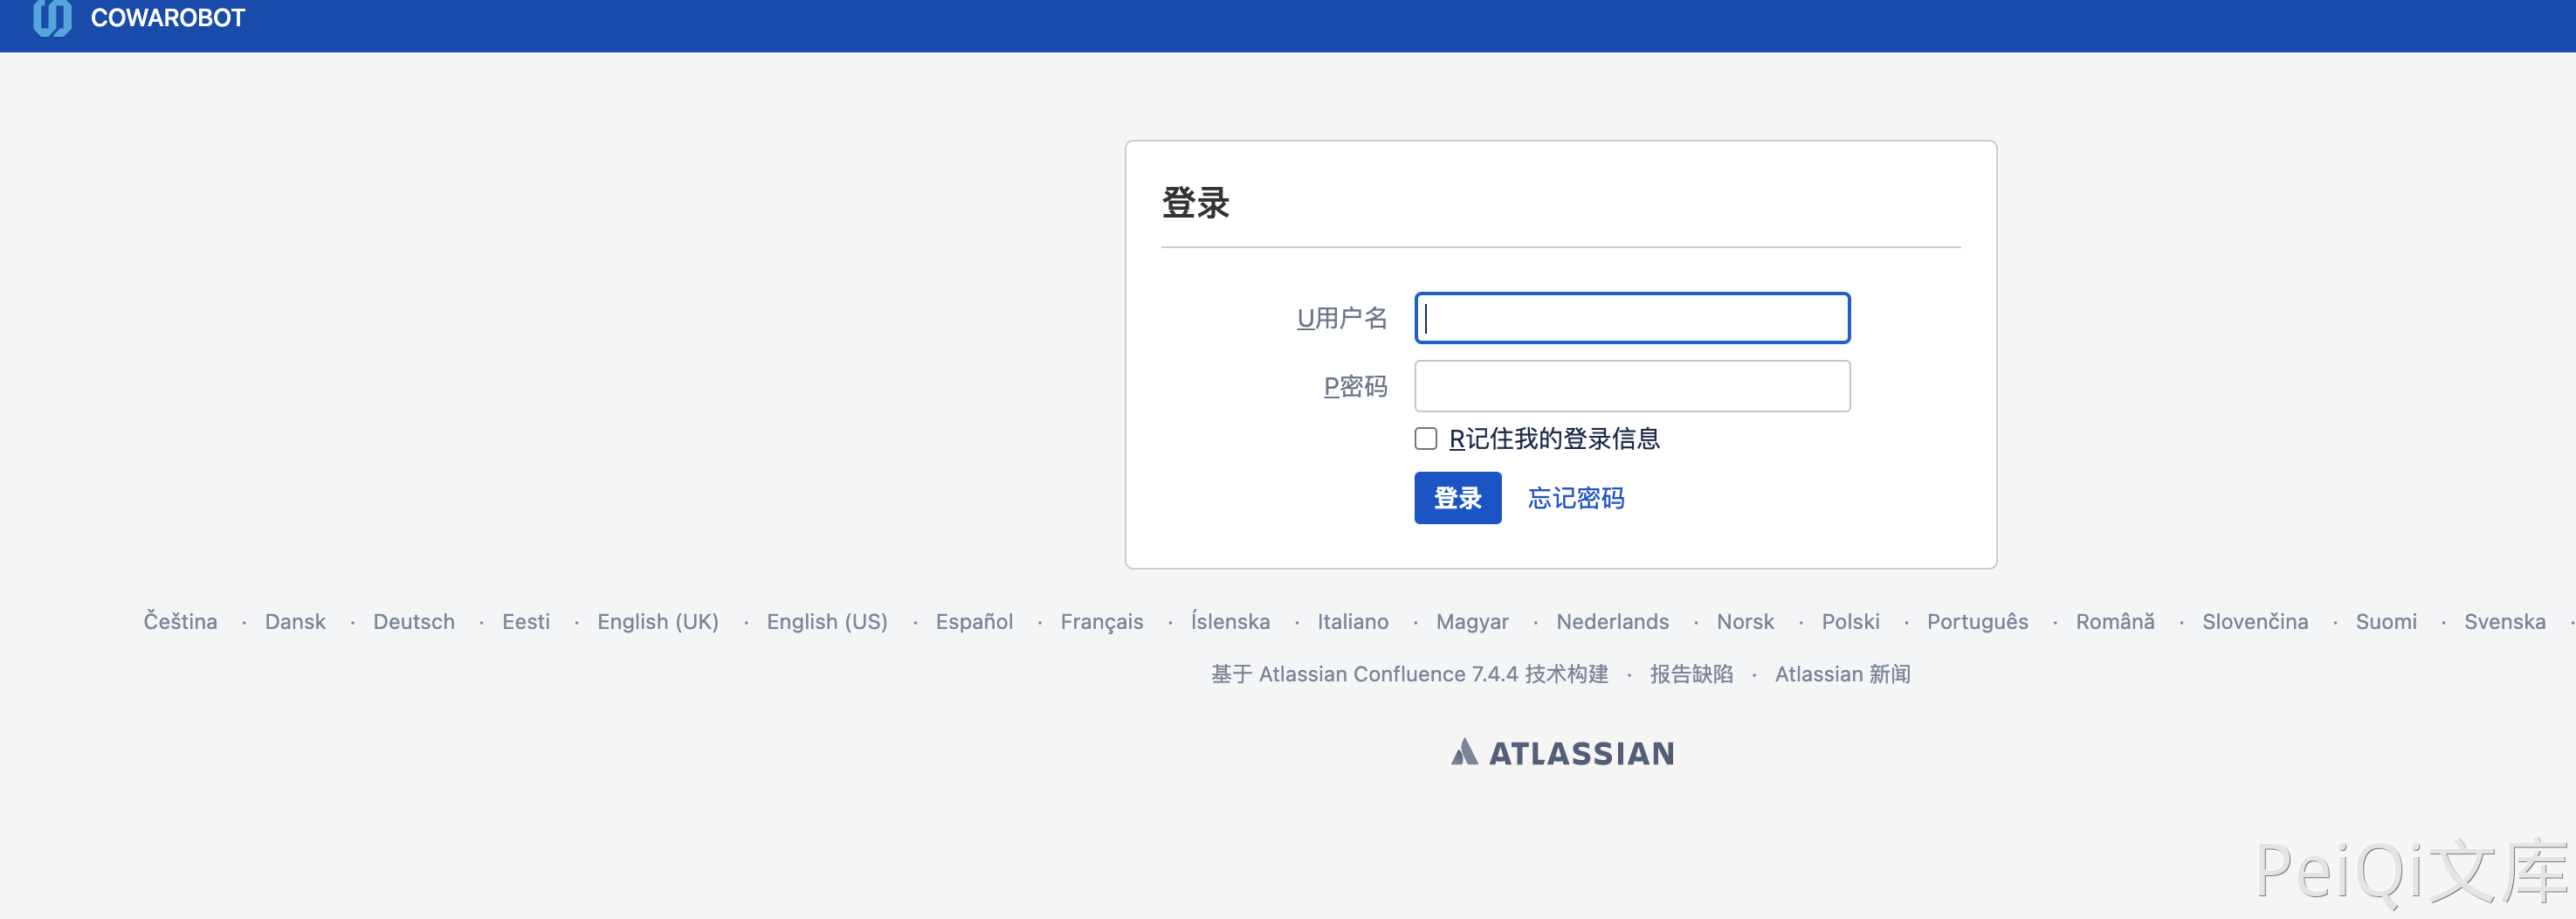 COWAROBOT
登录
U用户名
P密码
R记住我的登录信息
登录 忘记密码
Čeština · Dansk · Deutsch · Eesti · English (UK) · English (US) · Español · Français · Íslenska · Italiano · Magyar · Nederlands · Norsk · Polski · Português · Română · Slovenčina · Suomi · Svenska ·
基于 Atlassian Confluence 7.4.4 技术构建 · 报告缺陷 · Atlassian 新闻
ATLASSIAN
PeiQi文库